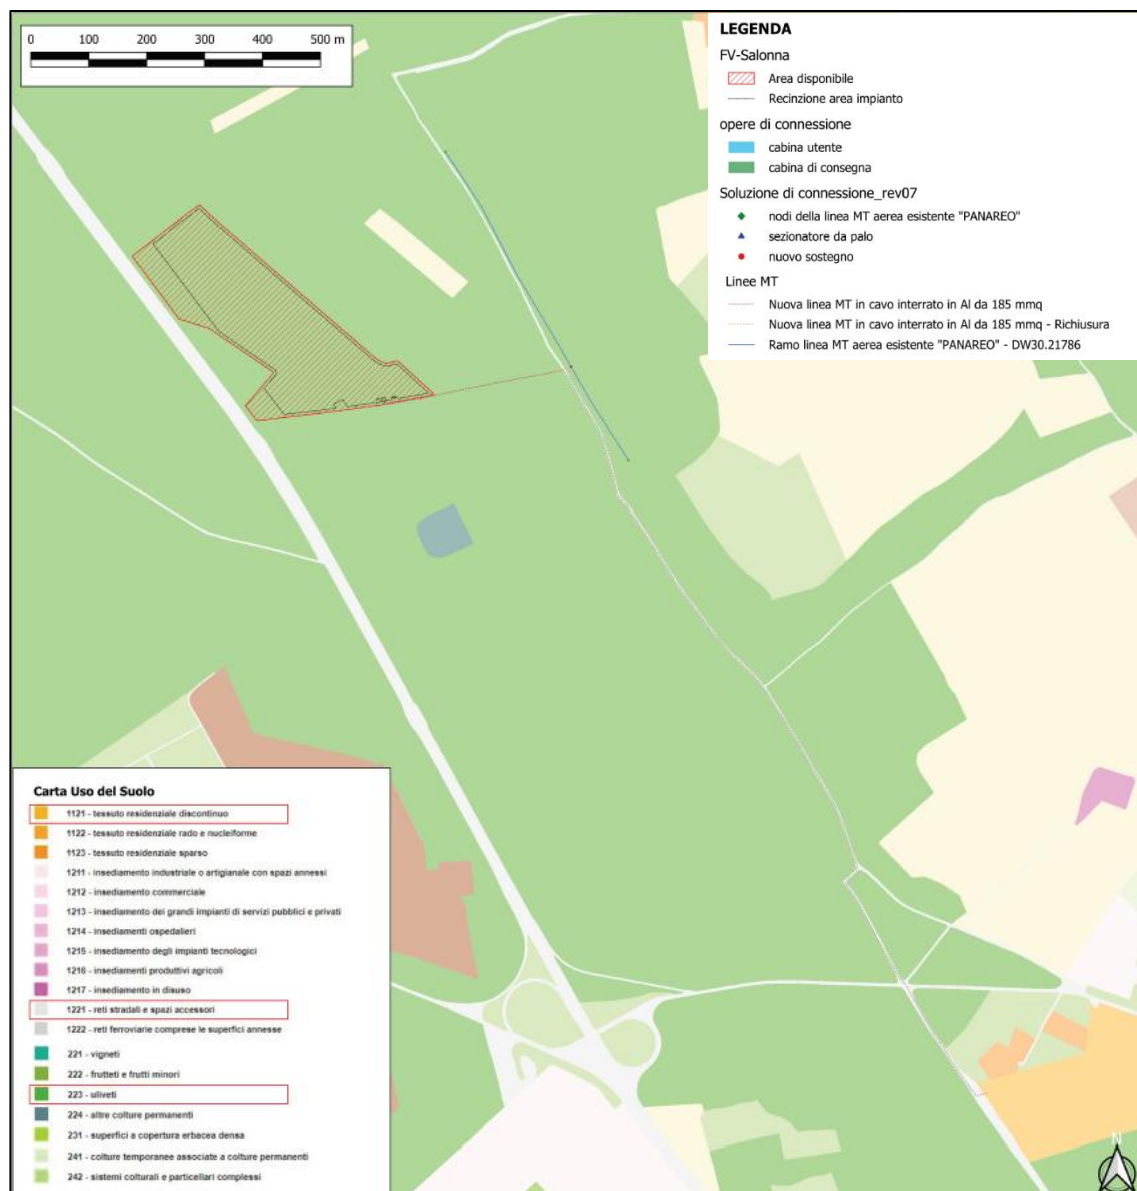 0 100 200 300 400 500 m
LEGENDA
FV-Salonna
Area disponibile
Recinzione area impianto
opere di connessione
cabina utente
cabina di consegna
Soluzione di connessione_rev07
nodi della linea MT aerea esistente "PANAREO"
sezionatore da palo
nuovo sostegno
Linee MT
Nuova linea MT in cavo interrato in Al da 185 mmq
Nuova linea MT in cavo interrato in Al da 185 mmq - Richiusura
Ramo linea MT aerea esistente "PANAREO" - DW30.21786
Carta Uso del Suolo
1121 - tessuto residenziale discontinuo
1122 - tessuto residenziale rado e nucleiforme
1123 - tessuto residenziale sparso
1211 - insediamento industriale o artigianale con spazi annessi
1212 - insediamento commerciale
1213 - insediamento dei grandi impianti di servizi pubblici e privati
1214 - insediamenti ospedalieri
1215 - insediamento degli impianti tecnologici
1216 - insediamenti produttivi agricoli
1217 - insediamento in disuso
1221 - reti stradali e spazi accessori
1222 - reti ferroviarie comprese le superfici annesse
221 - vigneti
222 - frutteti e frutti minori
223 - uliveti
224 - altre colture permanenti
231 - superfici a copertura erbacea densa
241 - colture temporanee associate a colture permanenti
242 - sistemi colturali e particellari complessi
N